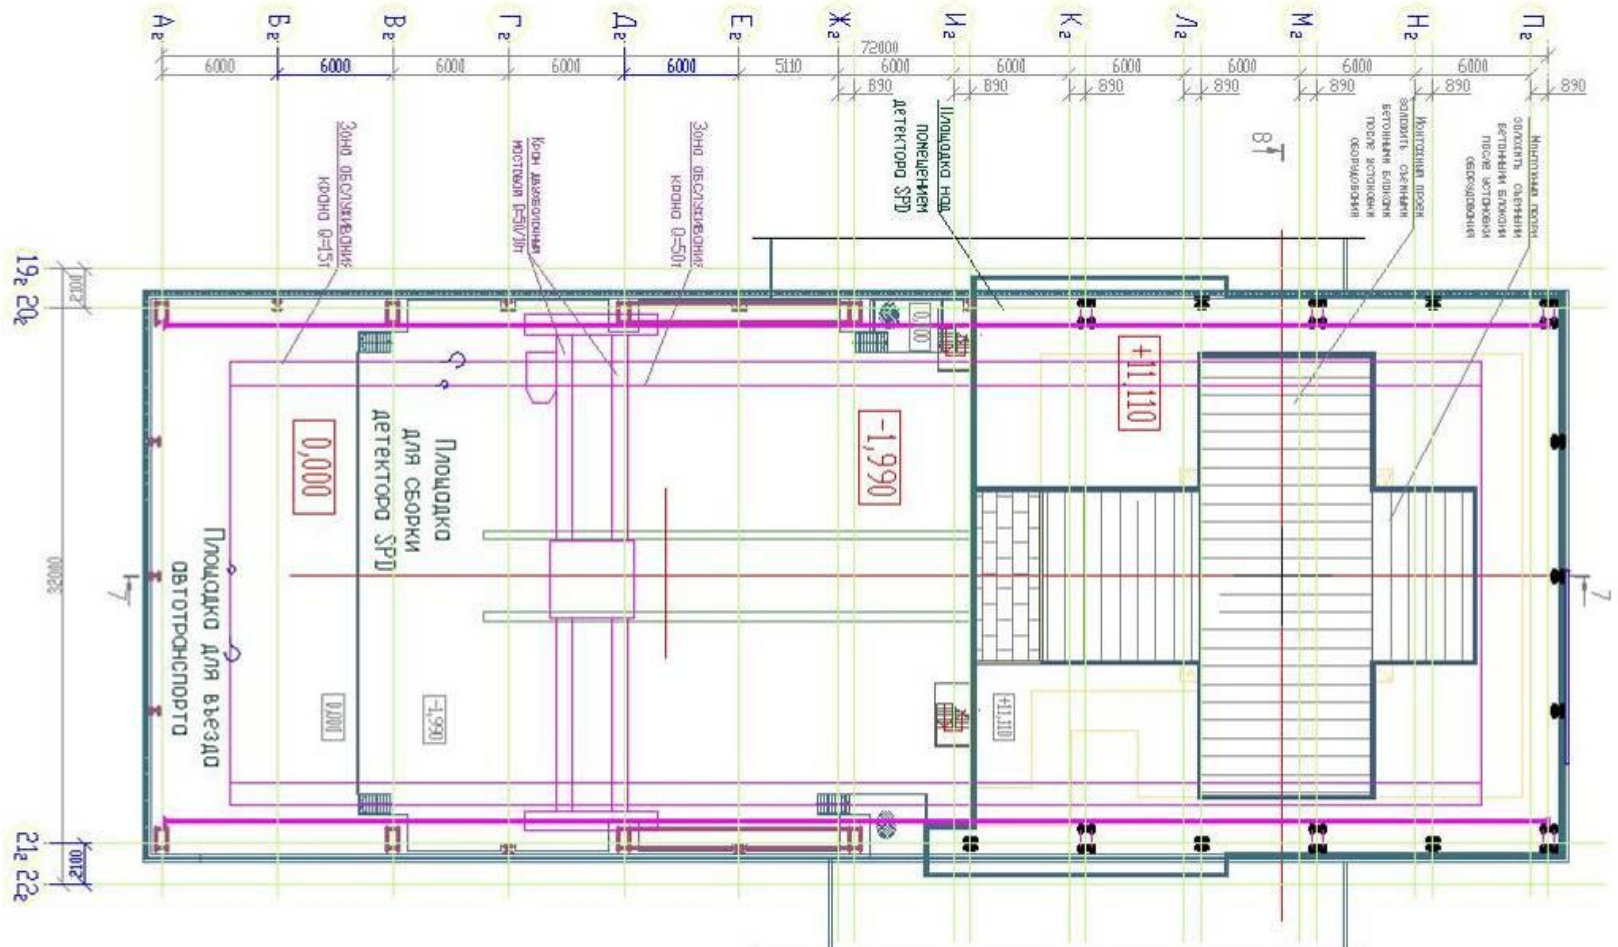 А₂ Б₂ В₂ Г₂ Д₂ Е₂ Ж₂ И₂ К₂ Л₂ М₂ Н₂ П₂
72000
6000 6000 6000 6000 6000 5110 6000 6000 6000 6000 6000 6000
890 890 890 890 890 890 890
Зона обслуживания
крана Q=15т
Кран двухбалочный
мостовой
Зона обслуживания
крана Q=50т
Площадка над
помещением
детектора SPD
8
Монтажный проем
заложить съемными
бетонными блоками
после установки
оборудования
Монтажный проем
заложить съемными
бетонными блоками
после установки
оборудования
19₂
20₂
2100
0,000
Площадка
для сборки
детектора SPD
-1,990
0,100
+11,110
32000
7
7
Площадка для въезда
автотранспорта
0,000
-1,990
+11,110
21₂
22₂
2100